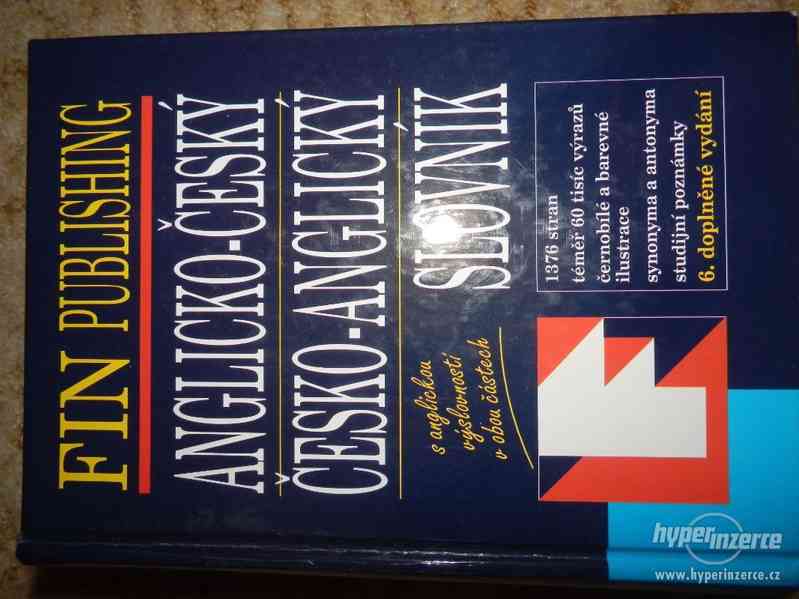 FIN PUBLISHING
ANGLICKO-ČESKÝ
ČESKO-ANGLICKÝ
SLOVNÍK
s anglickou
výslovností
v obou částech
1376 stran
téměř 60 tisíc výrazů
černobílé a barevné
ilustrace
synonyma a antonyma
studijní poznámky
6. doplněné vydání
hyperinzerce
www.hyperinzerce.cz